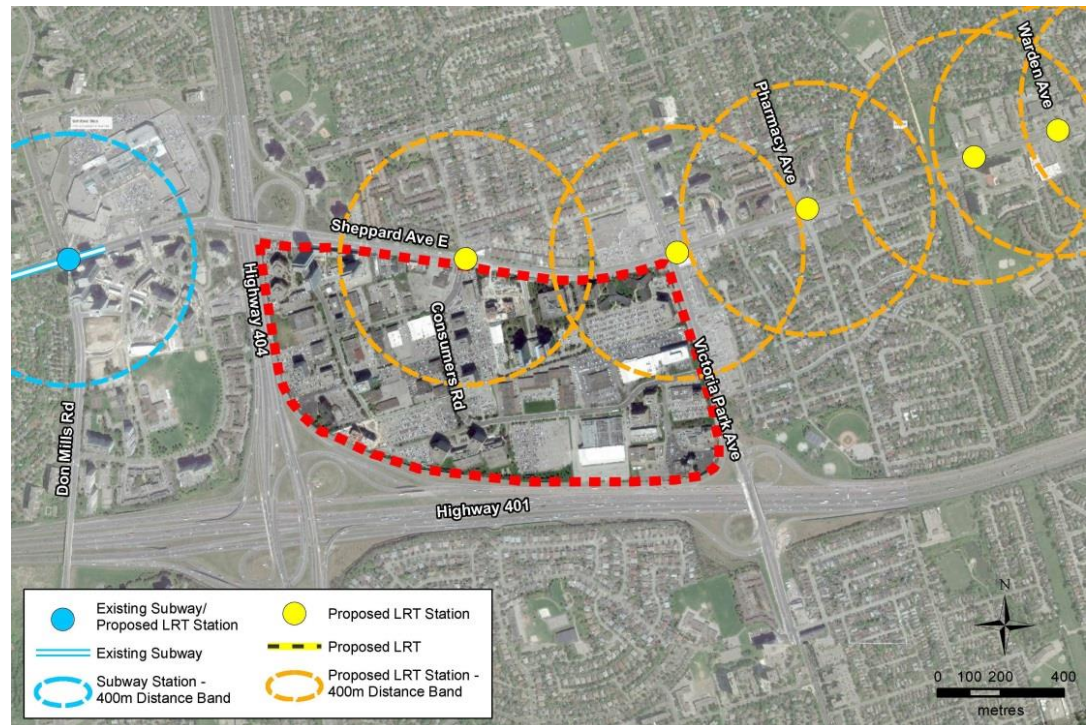 Warden Ave
Pharmacy Ave
Sheppard Ave E
Highway 404
Consumers Rd
Victoria Park Ave
Don Mills Rd
Highway 401
N
Existing Subway/
Proposed LRT Station
Existing Subway
Subway Station -
400m Distance Band
Proposed LRT Station
Proposed LRT
Proposed LRT Station -
400m Distance Band
0 100 200 400
metres